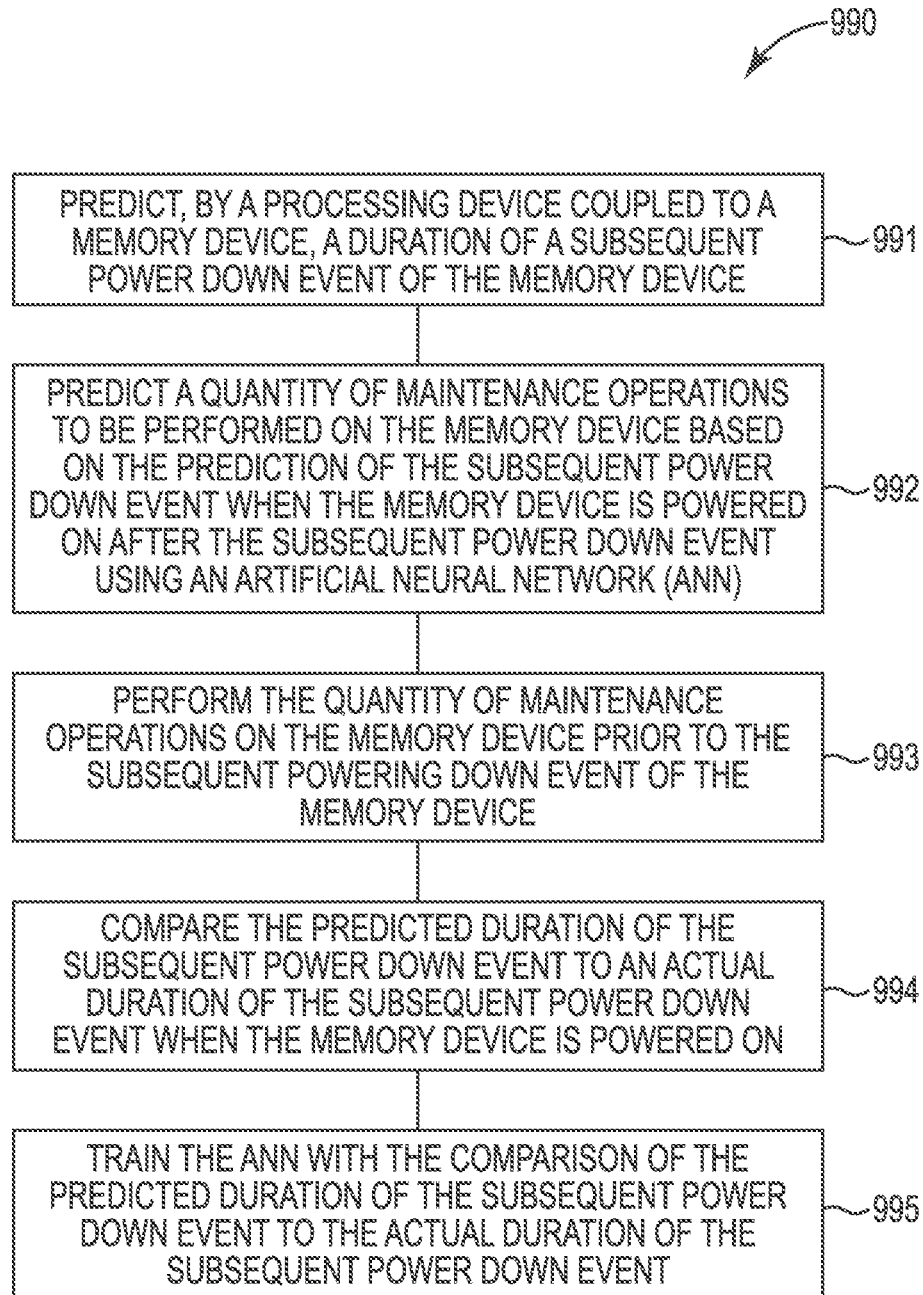 990
PREDICT, BY A PROCESSING DEVICE COUPLED TO A
MEMORY DEVICE, A DURATION OF A SUBSEQUENT
POWER DOWN EVENT OF THE MEMORY DEVICE
991
PREDICT A QUANTITY OF MAINTENANCE OPERATIONS
TO BE PERFORMED ON THE MEMORY DEVICE BASED
ON THE PREDICTION OF THE SUBSEQUENT POWER
DOWN EVENT WHEN THE MEMORY DEVICE IS POWERED
ON AFTER THE SUBSEQUENT POWER DOWN EVENT
USING AN ARTIFICIAL NEURAL NETWORK (ANN)
992
PERFORM THE QUANTITY OF MAINTENANCE
OPERATIONS ON THE MEMORY DEVICE PRIOR TO THE
SUBSEQUENT POWERING DOWN EVENT OF THE
MEMORY DEVICE
993
COMPARE THE PREDICTED DURATION OF THE
SUBSEQUENT POWER DOWN EVENT TO AN ACTUAL
DURATION OF THE SUBSEQUENT POWER DOWN
EVENT WHEN THE MEMORY DEVICE IS POWERED ON
994
TRAIN THE ANN WITH THE COMPARISON OF THE
PREDICTED DURATION OF THE SUBSEQUENT POWER
DOWN EVENT TO THE ACTUAL DURATION OF THE
SUBSEQUENT POWER DOWN EVENT
995